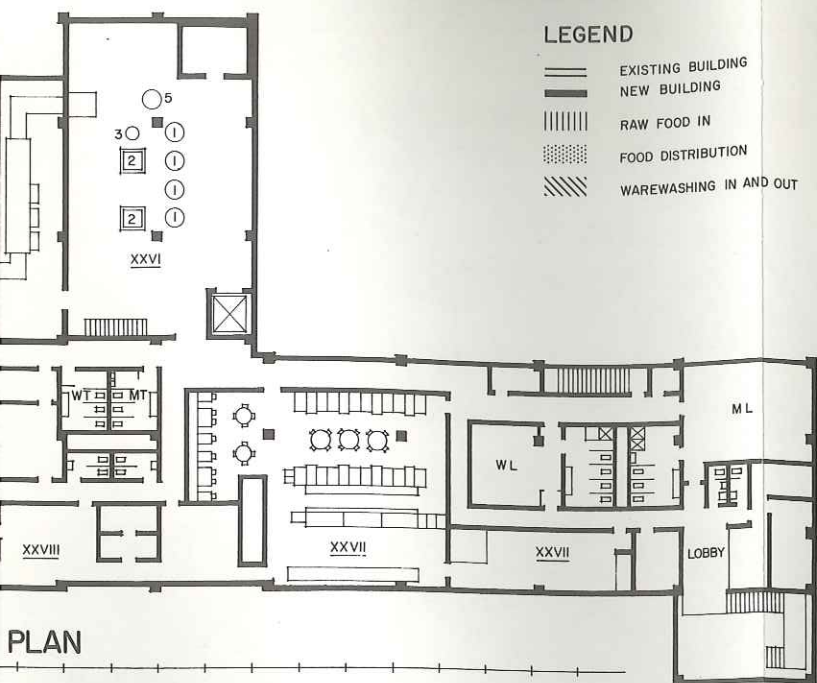 LEGEND
EXISTING BUILDING
NEW BUILDING
RAW FOOD IN
FOOD DISTRIBUTION
WAREWASHING IN AND OUT
5
3
1
2
1
1
2
1
XXVI
WT
MT
ML
WL
XXVIII
XXVII
XXVII
LOBBY
PLAN